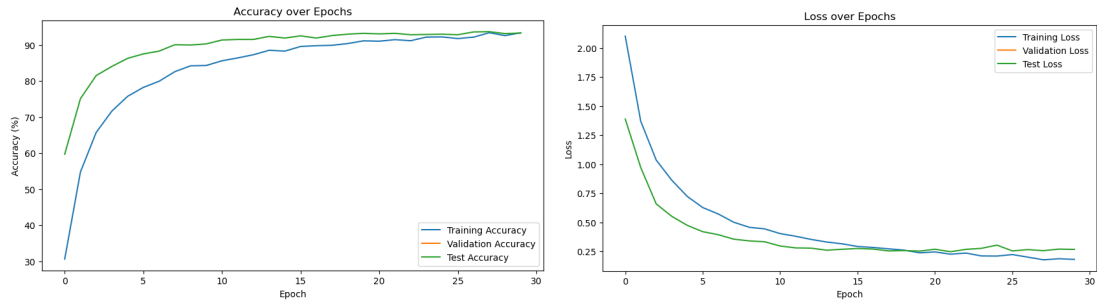 Accuracy over Epochs
Accuracy (%)
90
80
70
60
50
40
30
Training Accuracy
Validation Accuracy
Test Accuracy
0 5 10 15 20 25 30
Epoch
Loss over Epochs
Loss
2.00
1.75
1.50
1.25
1.00
0.75
0.50
0.25
Training Loss
Validation Loss
Test Loss
0 5 10 15 20 25 30
Epoch